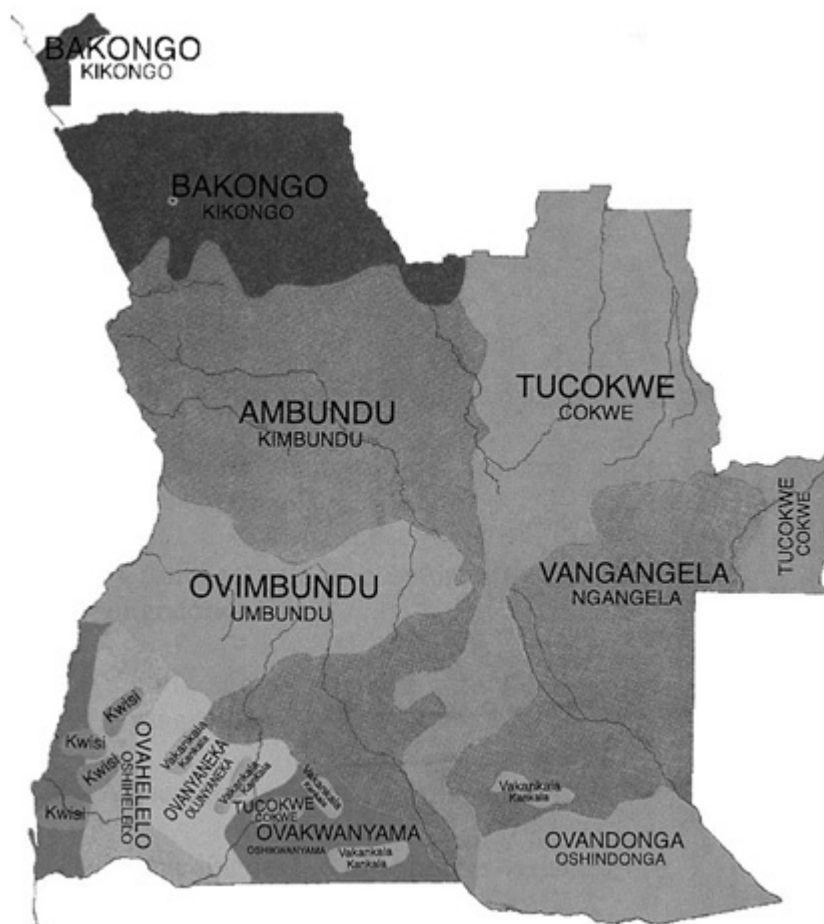 BAKONGO
KIKONGO
BAKONGO
KIKONGO
TUCOKWE
COKWE
AMBUNDU
KIMBUNDU
TUCOKWE
COKWE
OVIMBUNDU
UMBUNDU
VANGANGELA
NGANGELA
Kwisi
Kwisi
Kwisi
Kwisi
OVAHELELO
OSHIHELELO
Vakankala
Kankala
OVANYANEKA
OLUNYANEKA
Vakankala
Kankala
Vakankala
Kankala
TUCOKWE
COKWE
OVAKWANYAMA
OSHIKWANYAMA
Vakankala
Kankala
Vakankala
Kankala
OVANDONGA
OSHINDONGA